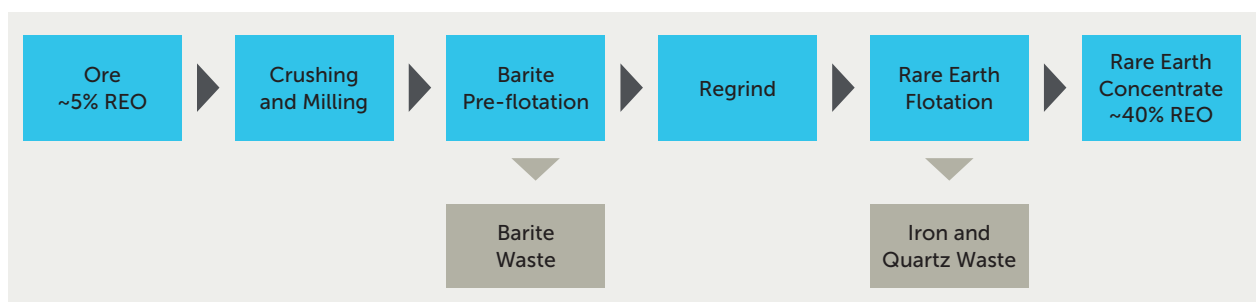 Ore
~5% REO
Crushing
and Milling
Barite
Pre-flotation
Regrind
Rare Earth
Flotation
Rare Earth
Concentrate
~40% REO
Barite
Waste
Iron and
Quartz Waste